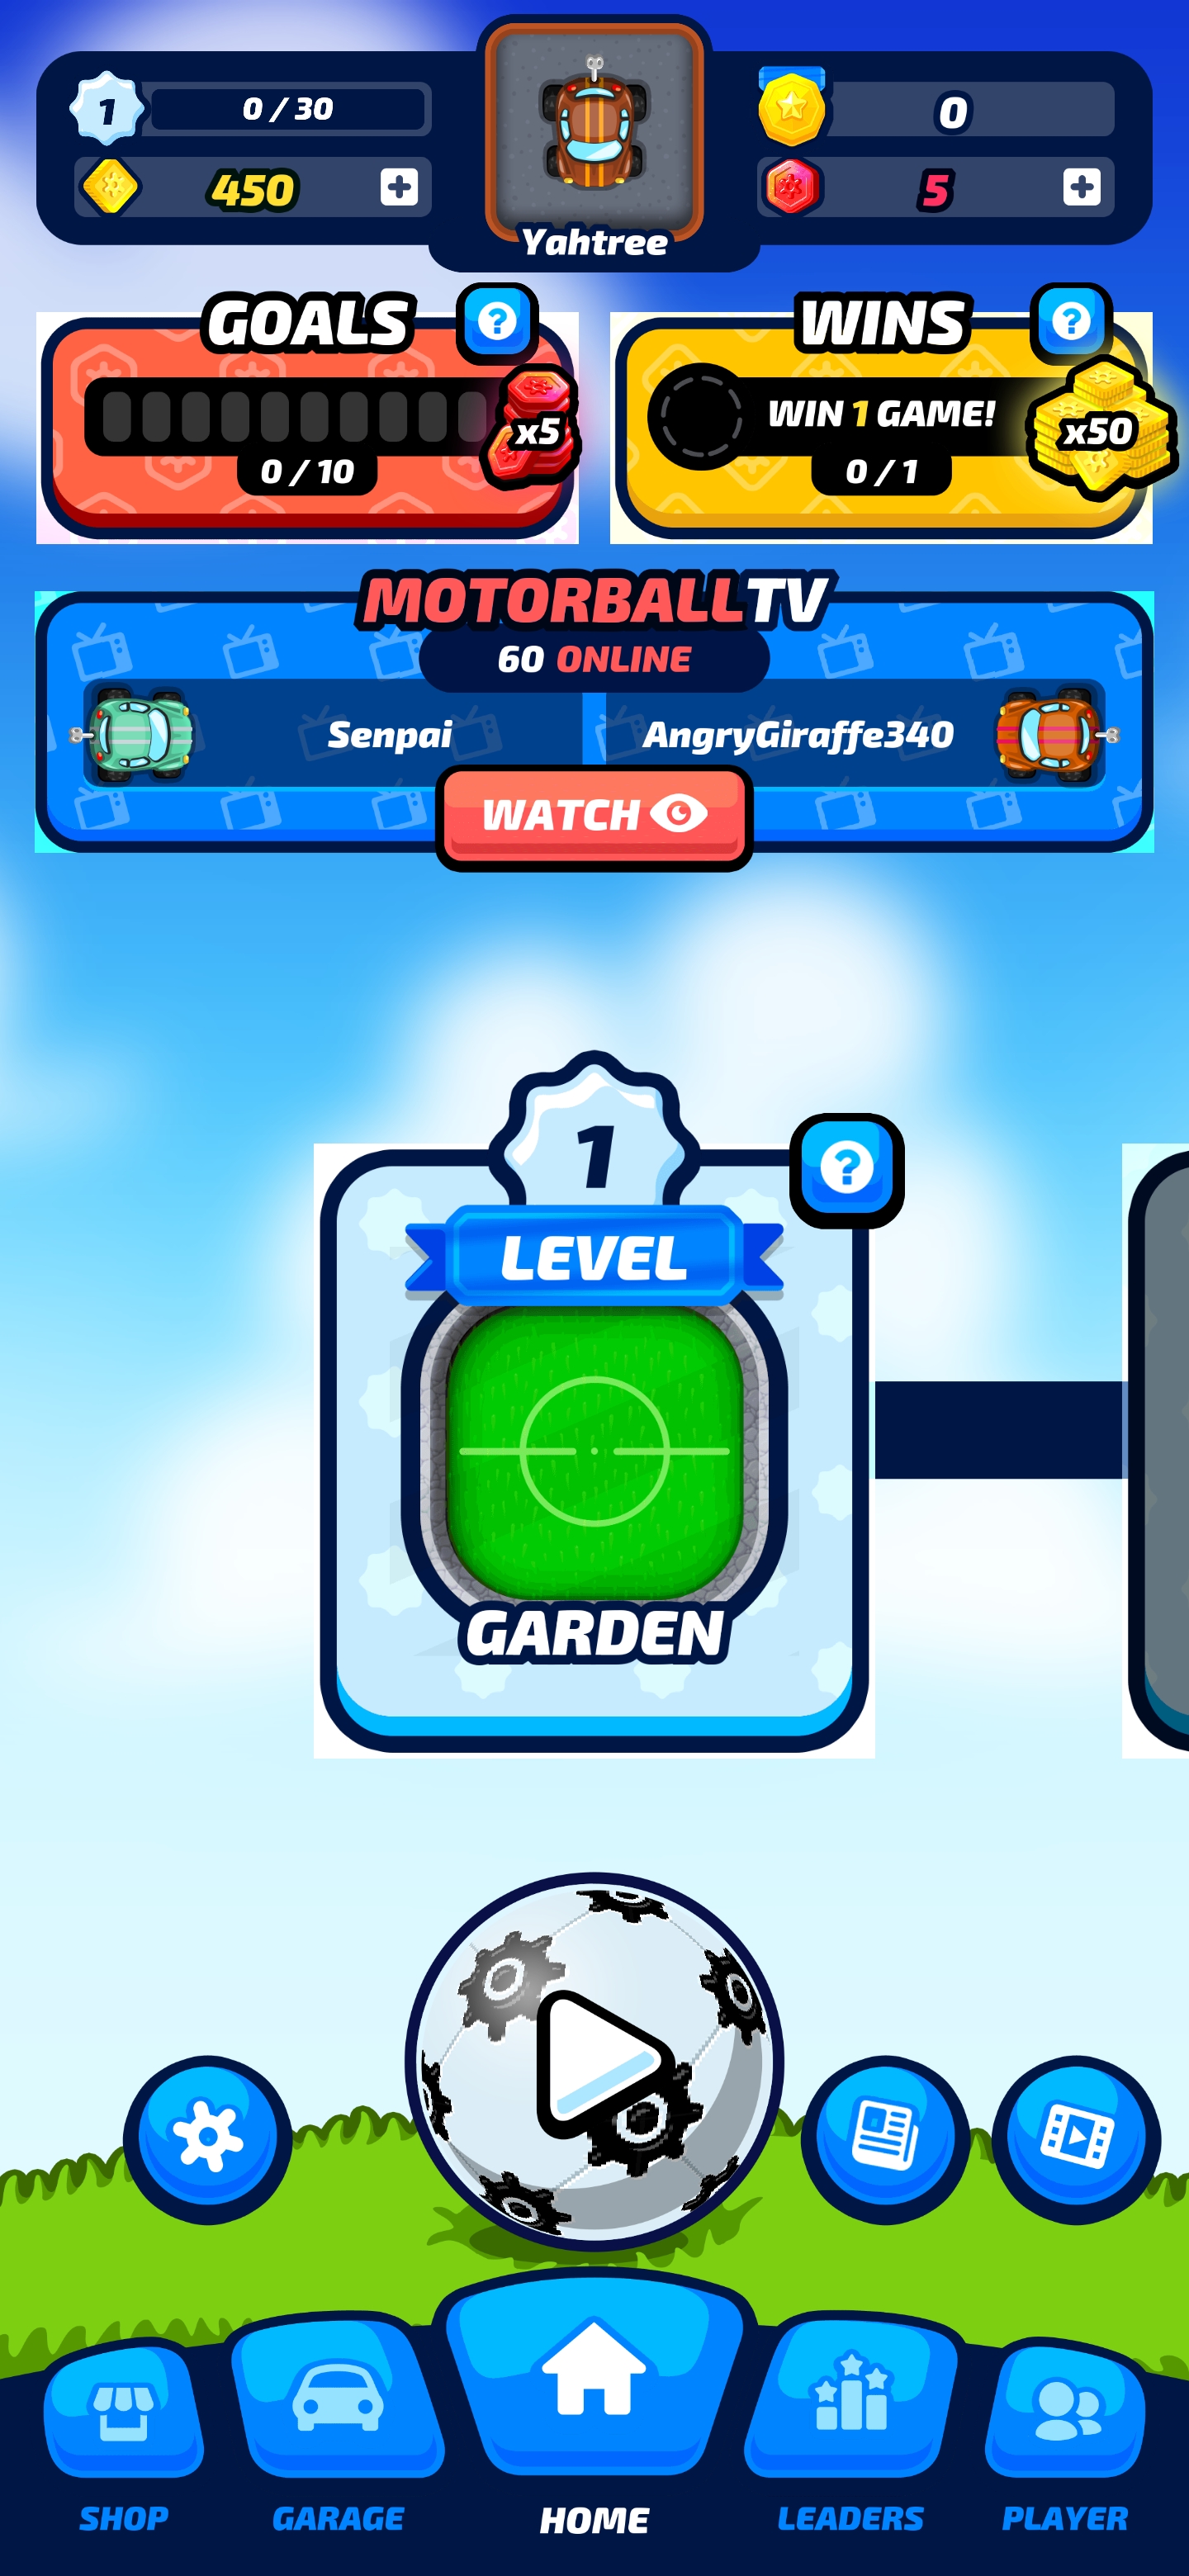 1
0 / 30
0
450
5
Yahtree
GOALS
?
WINS
?
x5
0 / 10
WIN 1 GAME!
x50
0 / 1
MOTORBALLTV
60 ONLINE
Senpai
AngryGiraffe340
WATCH
1
?
LEVEL
GARDEN
SHOP
GARAGE
HOME
LEADERS
PLAYER